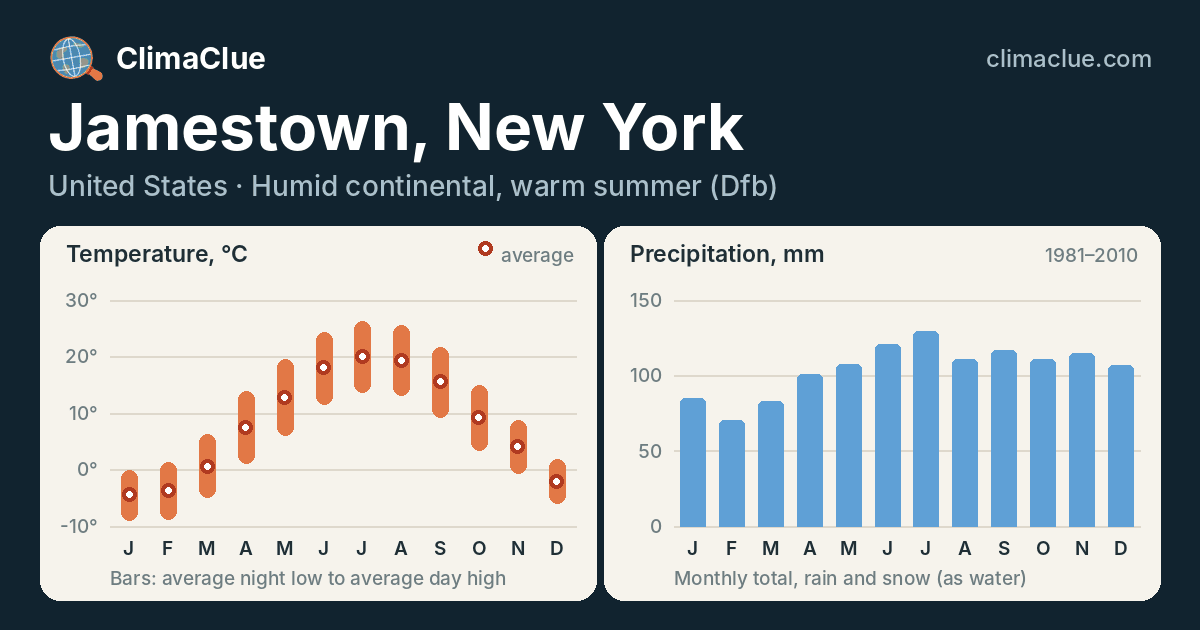 ClimaClue
climaclue.com
Jamestown, New York
United States · Humid continental, warm summer (Dfb)
Temperature, °C
average
30°
20°
10°
0°
-10°
J F M A M J J A S O N D
Bars: average night low to average day high
Precipitation, mm
1981–2010
150
100
50
0
J F M A M J J A S O N D
Monthly total, rain and snow (as water)